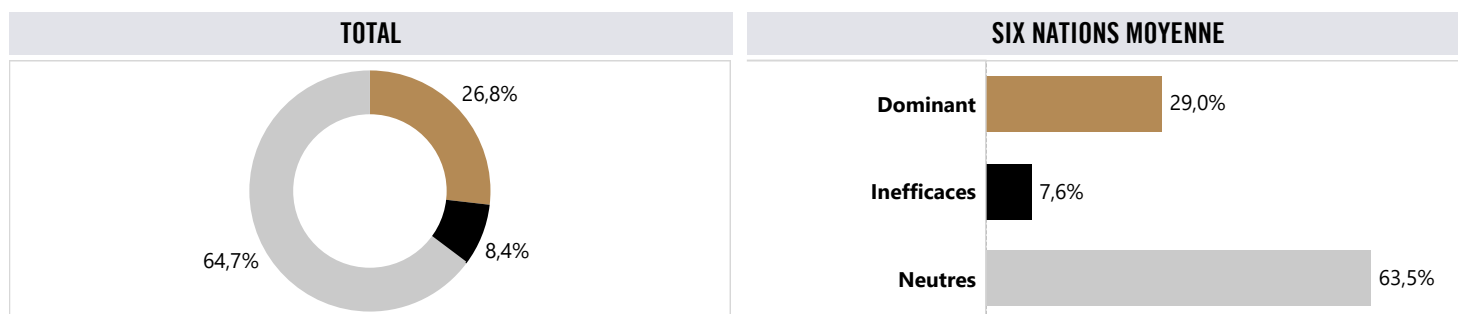 TOTAL
26,8%
8,4%
64,7%
SIX NATIONS MOYENNE
Dominant 29,0%
Inefficaces 7,6%
Neutres 63,5%